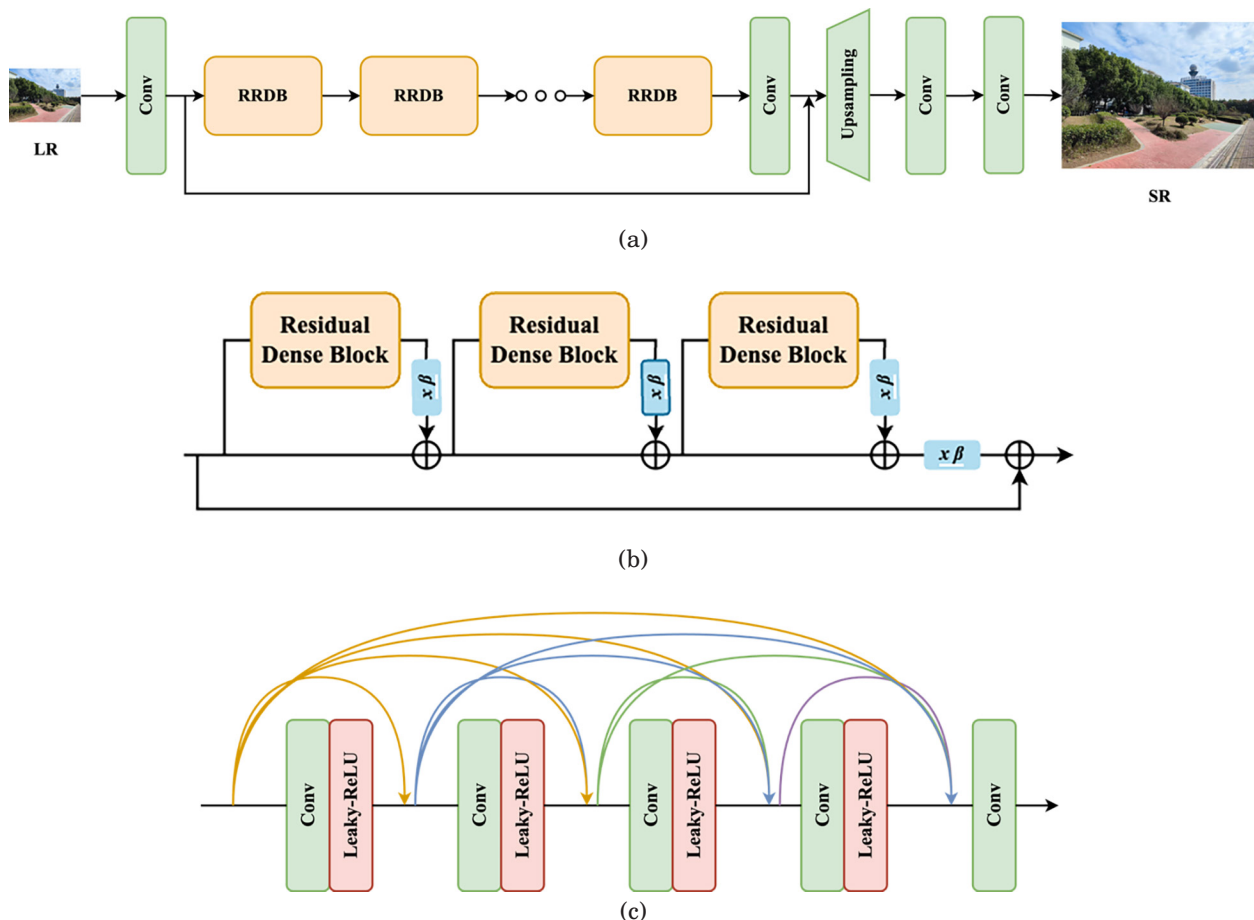 LR
Conv
RRDB
RRDB
RRDB
Conv
Upsampling
Conv
Conv
SR
(a)
Residual
Dense Block
x β
Residual
Dense Block
x β
Residual
Dense Block
x β
x β
(b)
Conv
Leaky-ReLU
Conv
Leaky-ReLU
Conv
Leaky-ReLU
Conv
Leaky-ReLU
Conv
(c)